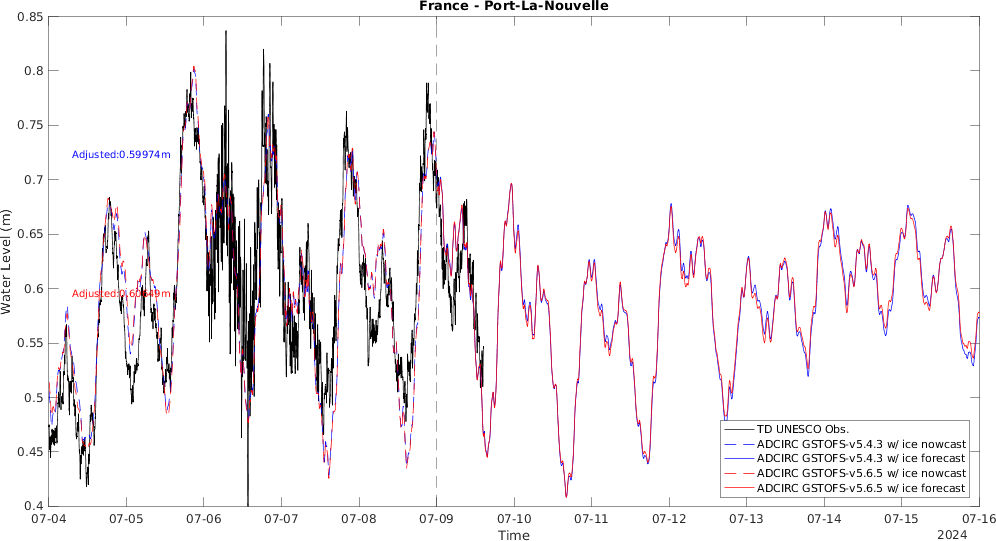 France - Port-La-Nouvelle
Water Level (m)
0.85
0.8
0.75
0.7
0.65
0.6
0.55
0.5
0.45
0.4
Adjusted:0.59974m
07-04
07-05
07-06
07-07
07-08
07-09
07-10
07-11
07-12
07-13
07-14
07-15
07-16
Time
2024
TD UNESCO Obs.
ADCIRC GSTOFS-v5.4.3 w/ ice nowcast
ADCIRC GSTOFS-v5.4.3 w/ ice forecast
ADCIRC GSTOFS-v5.6.5 w/ ice nowcast
ADCIRC GSTOFS-v5.6.5 w/ ice forecast